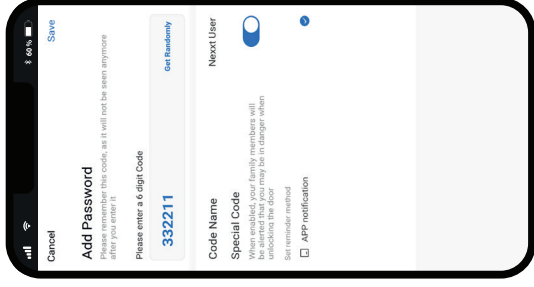 60 %
Cancel
Save
Add Password
Please remember this code, as it will not be seen anymore
after you enter it
Please enter a 6 digit Code
332211
Get Randomly
Code Name
Nexxt User
Special Code
When enabled, your family members will
be alerted that you may be in danger when
unlocking the door
Set reminder method
APP notification